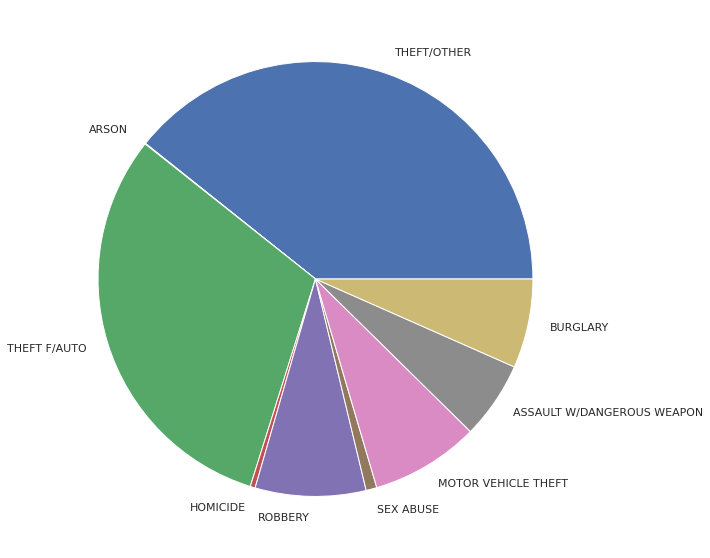 THEFT/OTHER
ARSON
BURGLARY
THEFT F/AUTO
ASSAULT W/DANGEROUS WEAPON
MOTOR VEHICLE THEFT
HOMICIDE
SEX ABUSE
ROBBERY